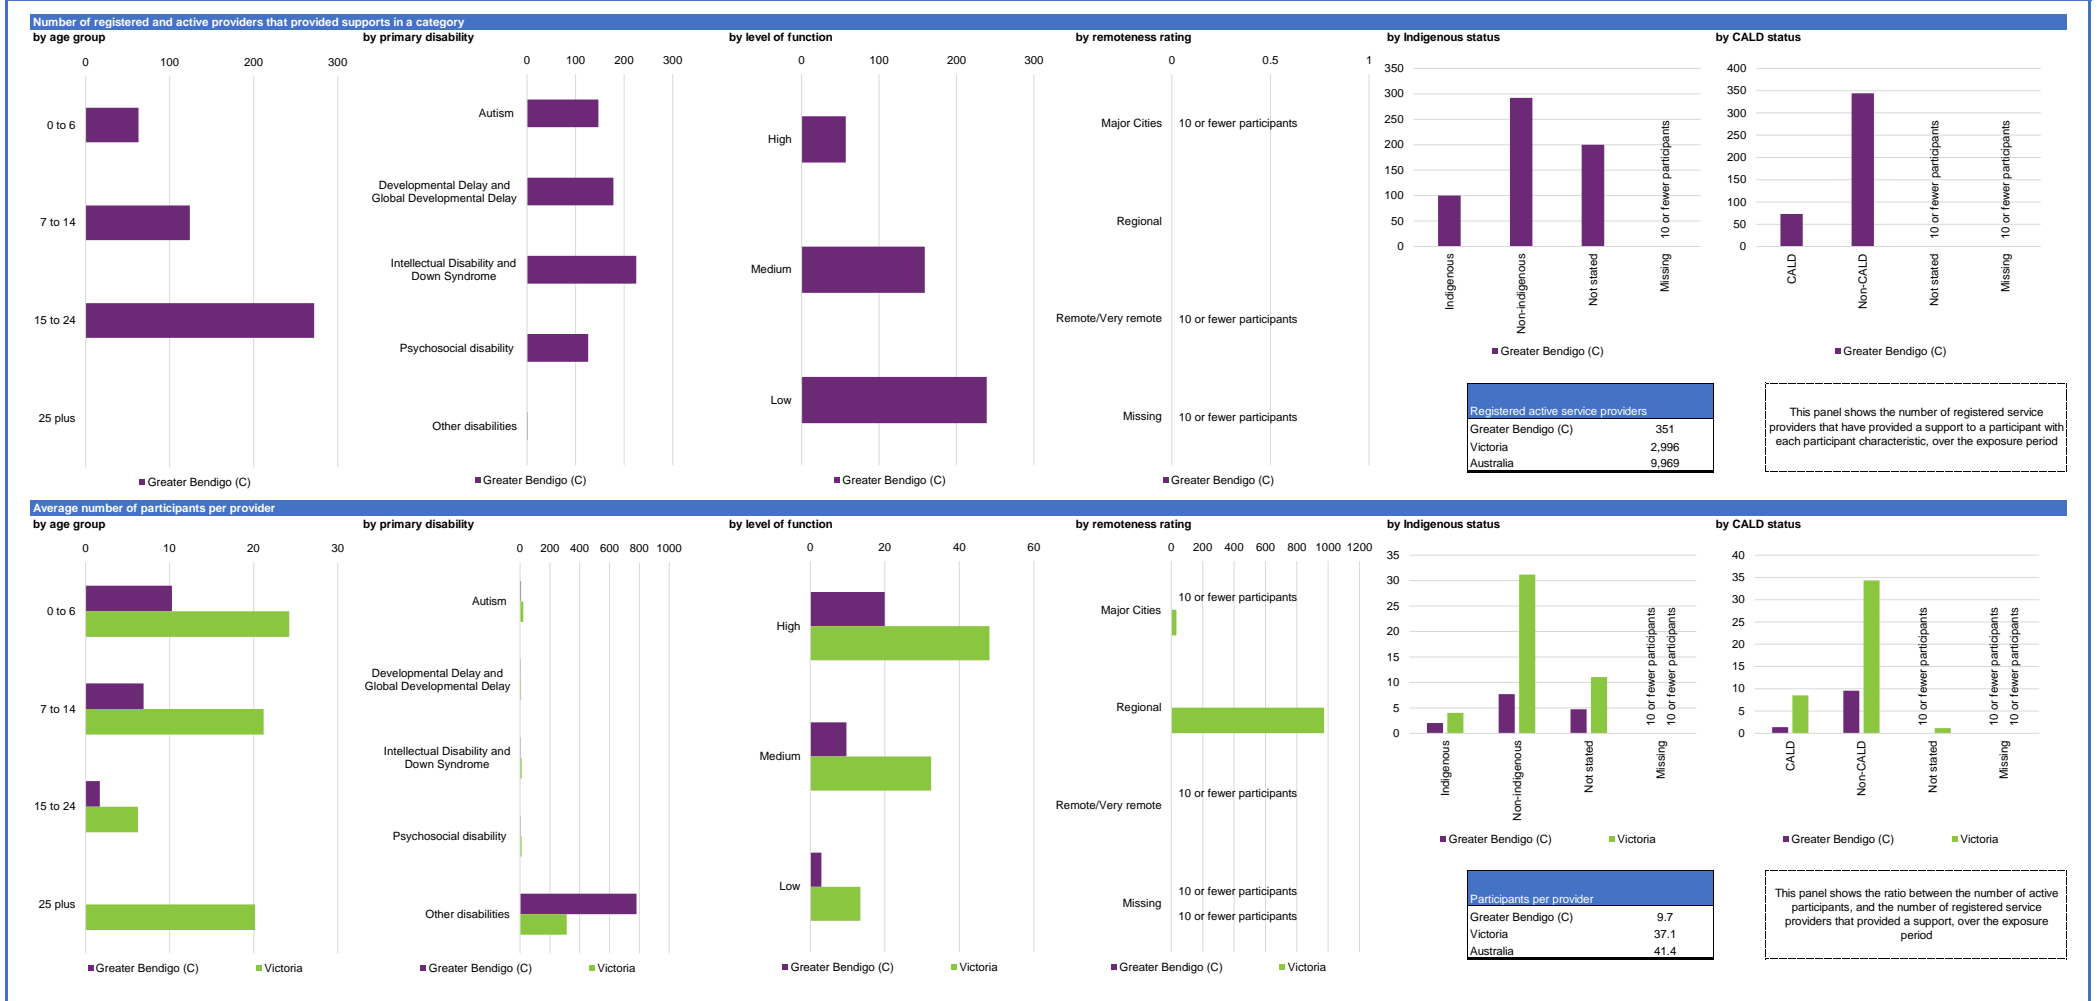 Number of registered and active providers that provided supports in a category
by age group
0 100 200 300
0 to 6
7 to 14
15 to 24
25 plus
Greater Bendigo (C)
by primary disability
0 100 200 300
Autism
Developmental Delay and
Global Developmental Delay
Intellectual Disability and
Down Syndrome
Psychosocial disability
Other disabilities
Greater Bendigo (C)
by level of function
0 100 200 300
High
Medium
Low
Greater Bendigo (C)
by remoteness rating
0 0.5 1
Major Cities 10 or fewer participants
Regional
Remote/Very remote 10 or fewer participants
Missing 10 or fewer participants
Greater Bendigo (C)
by Indigenous status
350
300
250
200
150
100
50
0
10 or fewer participants
Indigenous
Non-indigenous
Not stated
Missing
Greater Bendigo (C)
by CALD status
400
350
300
250
200
150
100
50
0
10 or fewer participants
10 or fewer participants
CALD
Non-CALD
Not stated
Missing
Greater Bendigo (C)
Registered active service providers
Greater Bendigo (C) 351
Victoria 2,996
Australia 9,969
This panel shows the number of registered service
providers that have provided a support to a participant with
each participant characteristic, over the exposure period
Average number of participants per provider
by age group
0 10 20 30
0 to 6
7 to 14
15 to 24
25 plus
Greater Bendigo (C) Victoria
by primary disability
0 200 400 600 800 1000
Autism
Developmental Delay and
Global Developmental Delay
Intellectual Disability and
Down Syndrome
Psychosocial disability
Other disabilities
Greater Bendigo (C) Victoria
by level of function
0 20 40 60
High
Medium
Low
Greater Bendigo (C) Victoria
by remoteness rating
0 200 400 600 800 1000 1200
10 or fewer participants
Major Cities
Regional
10 or fewer participants
Remote/Very remote
10 or fewer participants
Missing
10 or fewer participants
Greater Bendigo (C) Victoria
by Indigenous status
35
30
25
20
15
10
5
0
10 or fewer participants
10 or fewer participants
Indigenous
Non-indigenous
Not stated
Missing
Greater Bendigo (C) Victoria
by CALD status
40
35
30
25
20
15
10
5
0
10 or fewer participants
10 or fewer participants
10 or fewer participants
CALD
Non-CALD
Not stated
Missing
Greater Bendigo (C) Victoria
Participants per provider
Greater Bendigo (C) 9.7
Victoria 37.1
Australia 41.4
This panel shows the ratio between the number of active
participants, and the number of registered service
providers that provided a support, over the exposure
period